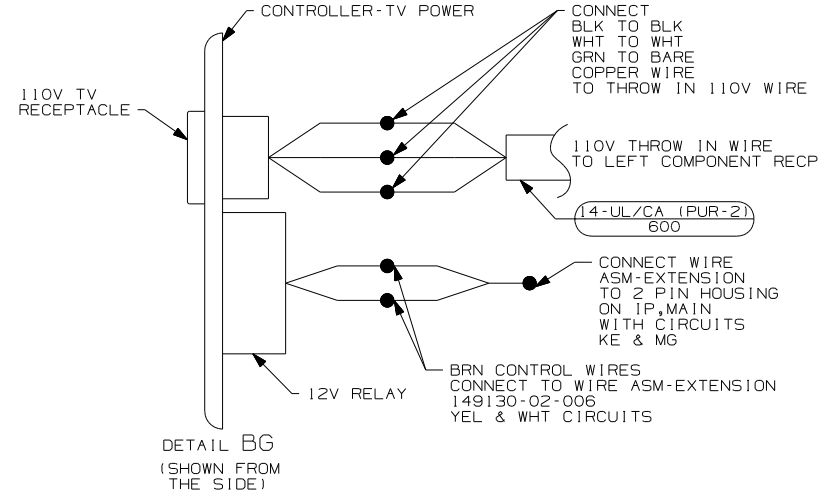 CONTROLLER-TV POWER
CONNECT
BLK TO BLK
WHT TO WHT
GRN TO BARE
COPPER WIRE
TO THROW IN 110V WIRE
110V TV
RECEPTACLE
110V THROW IN WIRE
TO LEFT COMPONENT RECP
14-UL/CA (PUR-2)
600
CONNECT WIRE
ASM-EXTENSION
TO 2 PIN HOUSING
ON IP,MAIN
WITH CIRCUITS
KE & MG
BRN CONTROL WIRES
CONNECT TO WIRE ASM-EXTENSION
149130-02-006
YEL & WHT CIRCUITS
12V RELAY
DETAIL BG
(SHOWN FROM
THE SIDE)